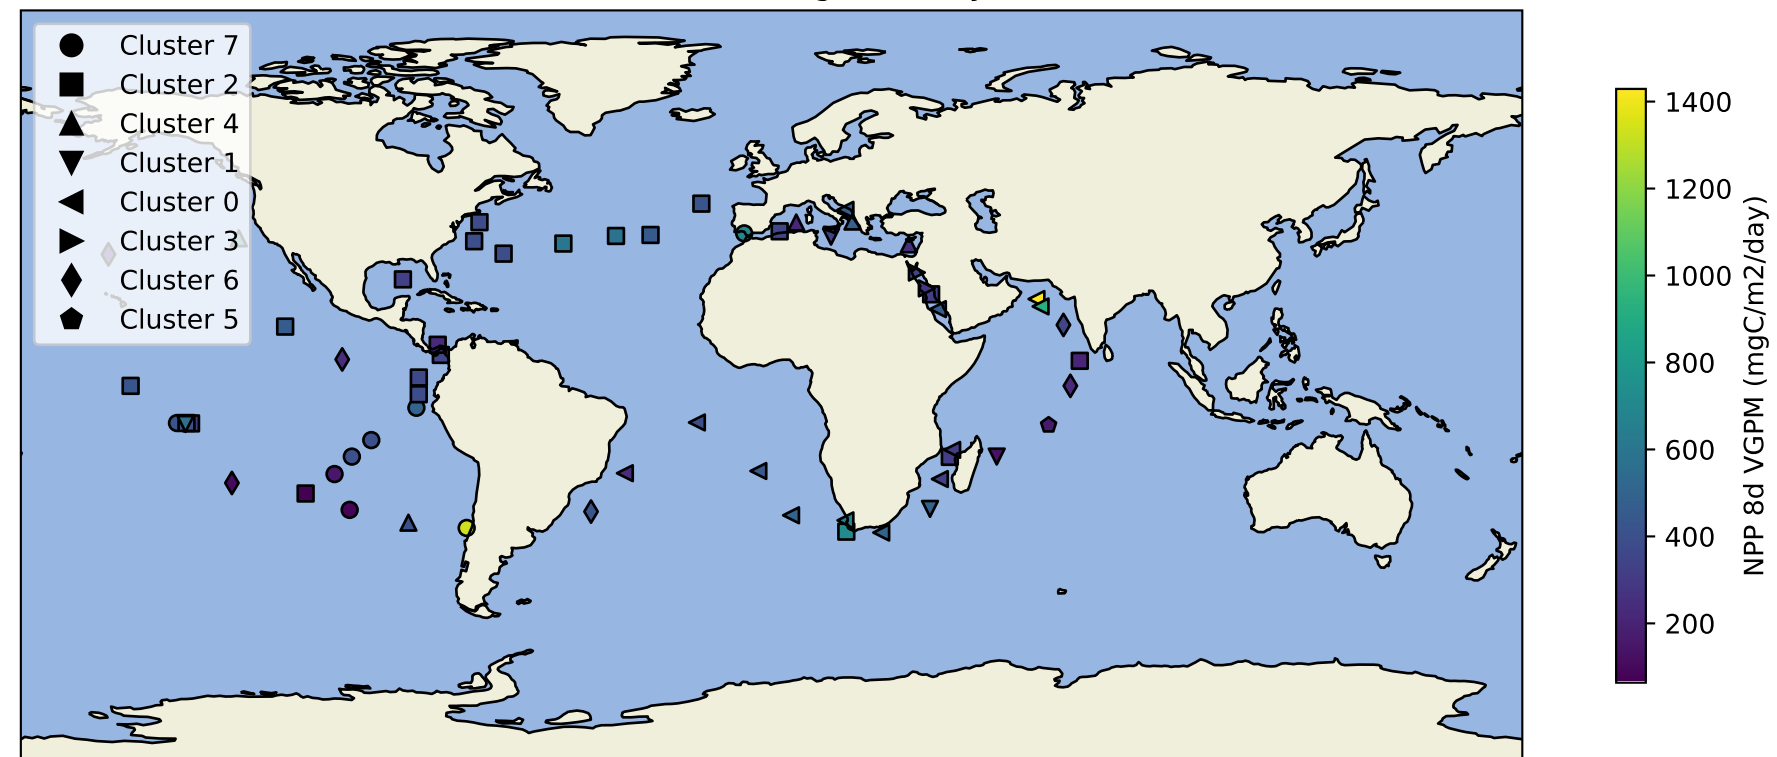 Cluster 7
Cluster 2
Cluster 4
Cluster 1
Cluster 0
Cluster 3
Cluster 6
Cluster 5
1400
1200
1000
800
600
400
200
NPP 8d VGPM (mgC/m2/day)